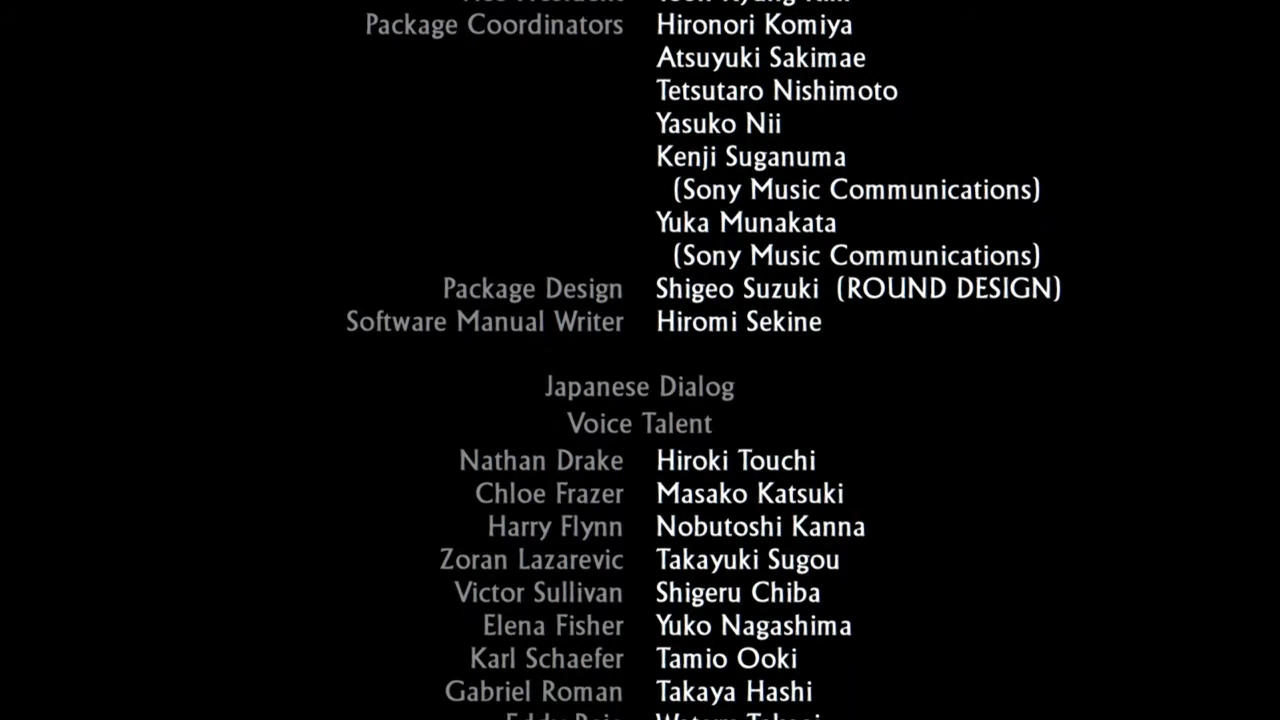 Package Coordinators Hironori Komiya
Atsuyuki Sakimae
Tetsutaro Nishimoto
Yasuko Nii
Kenji Suganuma
(Sony Music Communications)
Yuka Munakata
(Sony Music Communications)
Package Design Shigeo Suzuki (ROUND DESIGN)
Software Manual Writer Hiromi Sekine
Japanese Dialog
Voice Talent
Nathan Drake Hiroki Touchi
Chloe Frazer Masako Katsuki
Harry Flynn Nobutoshi Kanna
Zoran Lazarevic Takayuki Sugou
Victor Sullivan Shigeru Chiba
Elena Fisher Yuko Nagashima
Karl Schaefer Tamio Ooki
Gabriel Roman Takaya Hashi